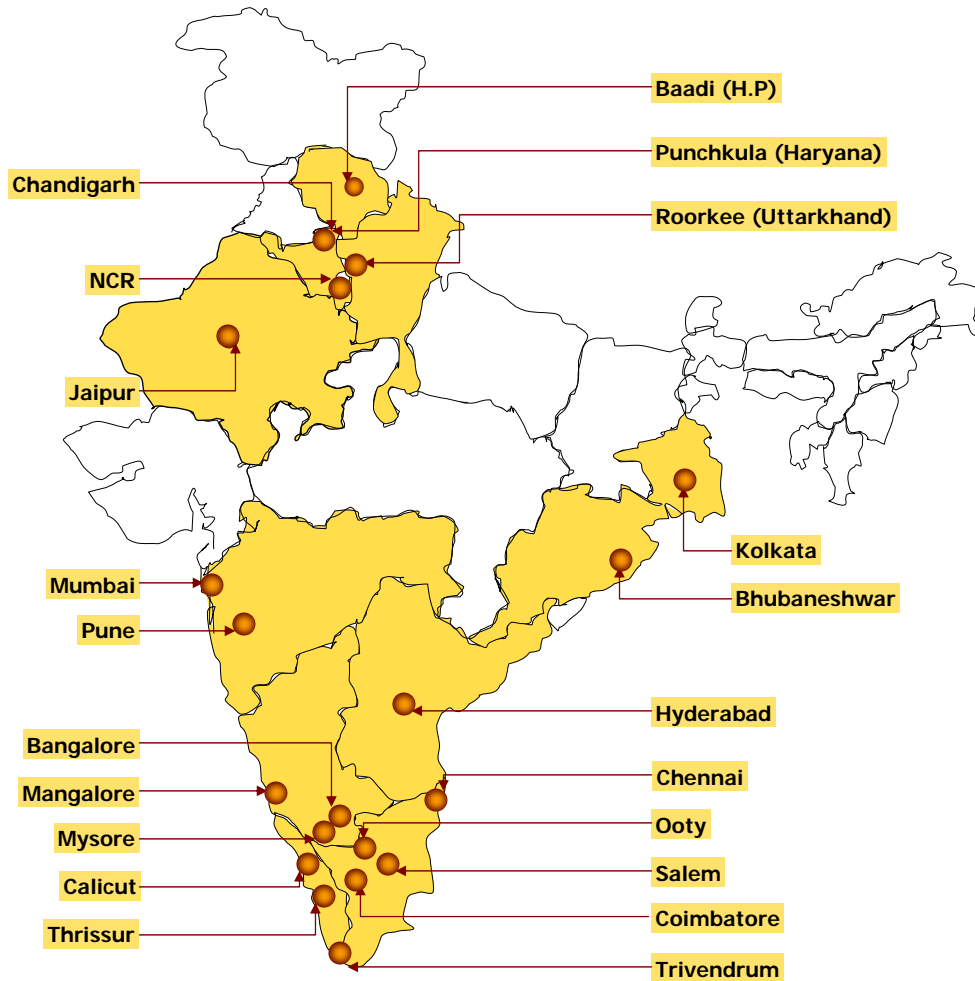 Baadi (H.P)
Punchkula (Haryana)
Chandigarh
Roorkee (Uttarkhand)
NCR
Jaipur
Kolkata
Mumbai
Bhubaneshwar
Pune
Hyderabad
Bangalore
Chennai
Mangalore
Ooty
Mysore
Salem
Calicut
Coimbatore
Thrissur
Trivendrum